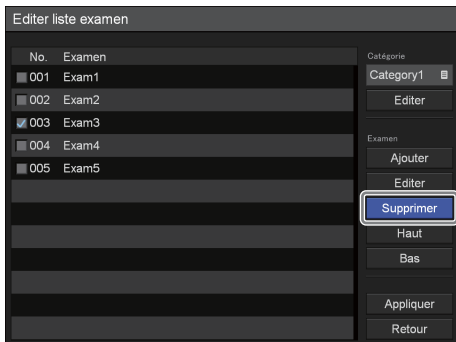 Editer liste examen
No. Examen
001 Exam1
002 Exam2
003 Exam3
004 Exam4
005 Exam5
Catégorie
Category1
Editer
Examen
Ajouter
Editer
Supprimer
Haut
Bas
Appliquer
Retour